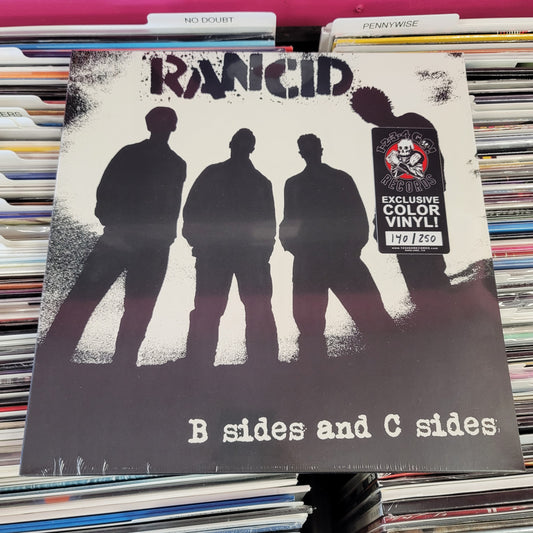 NO DOUBT
PENNYWISE
RANCID
1-2-3-4 GO!
RECORDS
EXCLUSIVE
COLOR
VINYL!
140/250
B sides and C sides